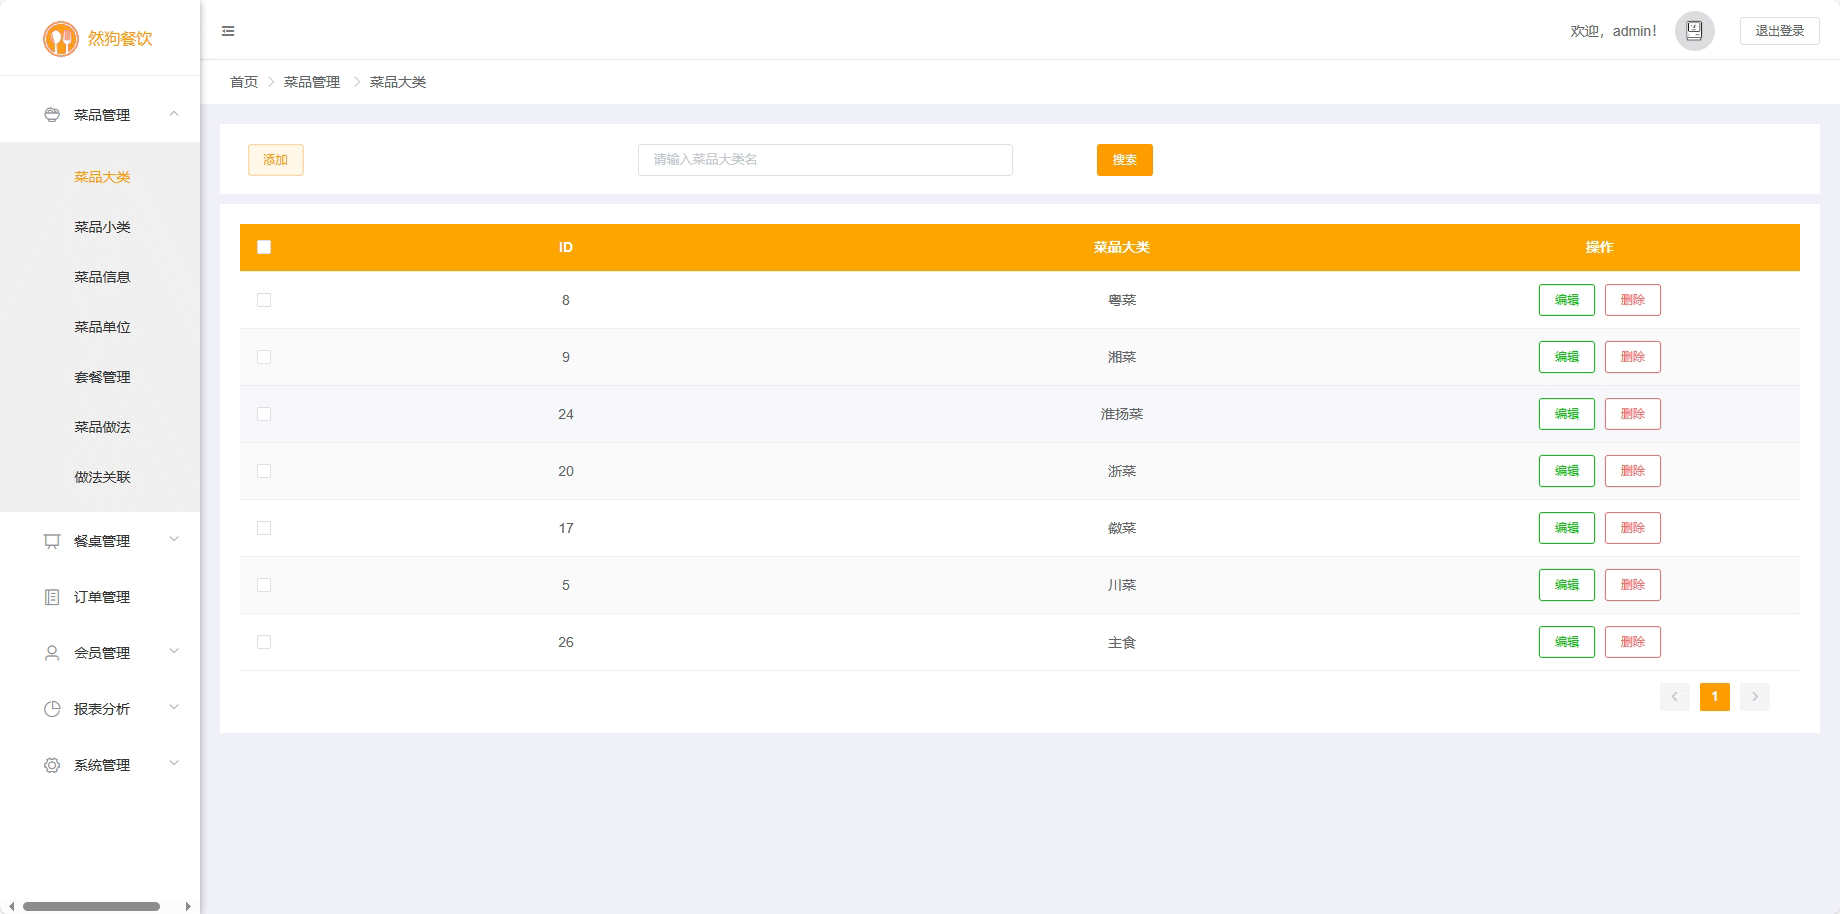 然狗餐饮
欢迎，admin!
退出登录
首页 > 菜品管理 > 菜品大类
菜品管理
菜品大类
菜品小类
菜品信息
菜品单位
套餐管理
菜品做法
做法关联
餐桌管理
订单管理
会员管理
报表分析
系统管理
添加 请输入菜品大类名 搜索
ID 菜品大类 操作
8 粤菜 编辑 删除
9 湘菜 编辑 删除
24 淮扬菜 编辑 删除
20 浙菜 编辑 删除
17 徽菜 编辑 删除
5 川菜 编辑 删除
26 主食 编辑 删除
1